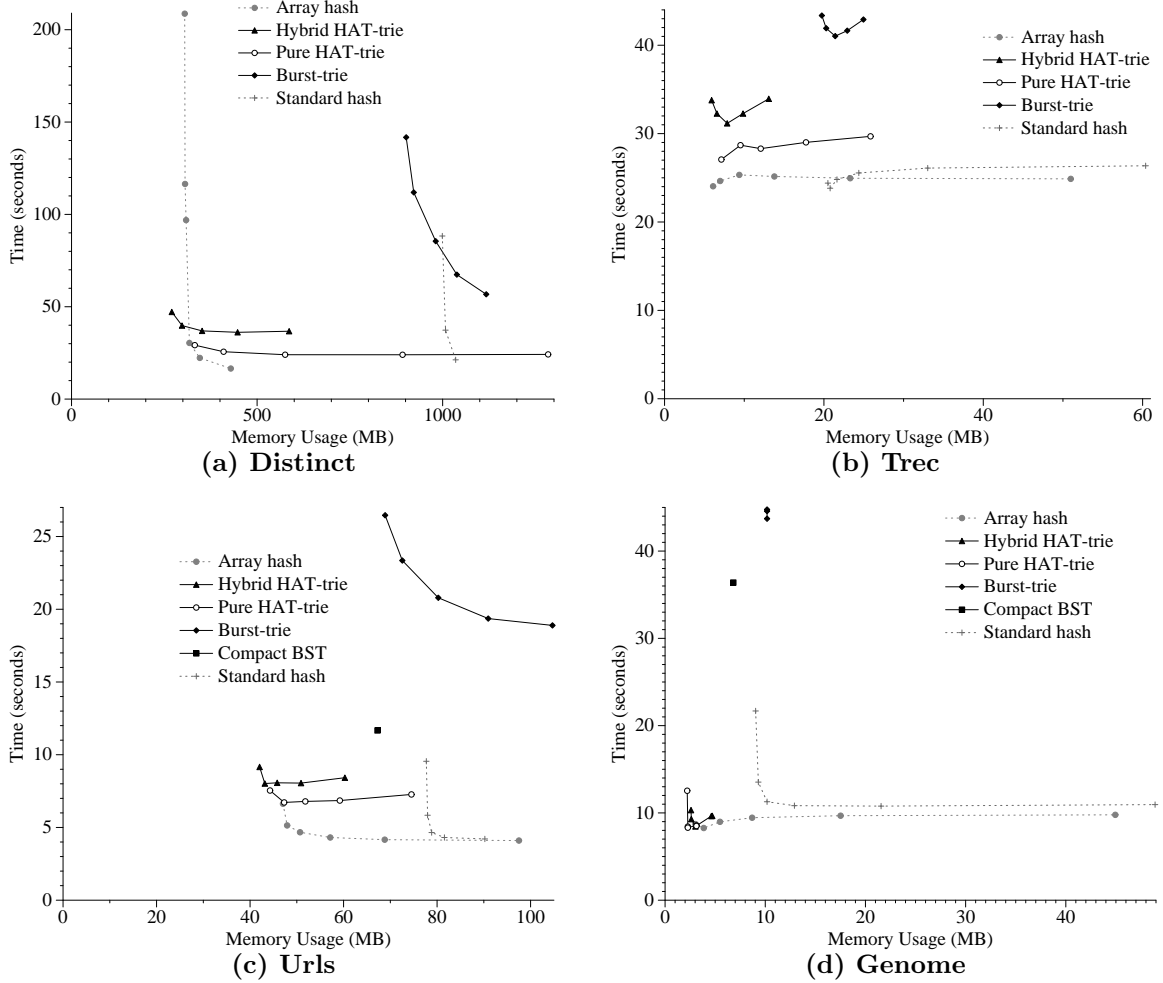 Array hash
Hybrid HAT-trie
Pure HAT-trie
Burst-trie
Standard hash
200
150
100
50
0
Time (seconds)
0
500
1000
Memory Usage (MB)
(a) Distinct
Array hash
Hybrid HAT-trie
Pure HAT-trie
Burst-trie
Standard hash
40
30
20
10
0
Time (seconds)
0
20
40
60
Memory Usage (MB)
(b) Trec
Array hash
Hybrid HAT-trie
Pure HAT-trie
Burst-trie
Compact BST
Standard hash
25
20
15
10
5
0
Time (seconds)
0
20
40
60
80
100
Memory Usage (MB)
(c) Urls
Array hash
Hybrid HAT-trie
Pure HAT-trie
Burst-trie
Compact BST
Standard hash
40
30
20
10
0
Time (seconds)
0
10
20
30
40
Memory Usage (MB)
(d) Genome